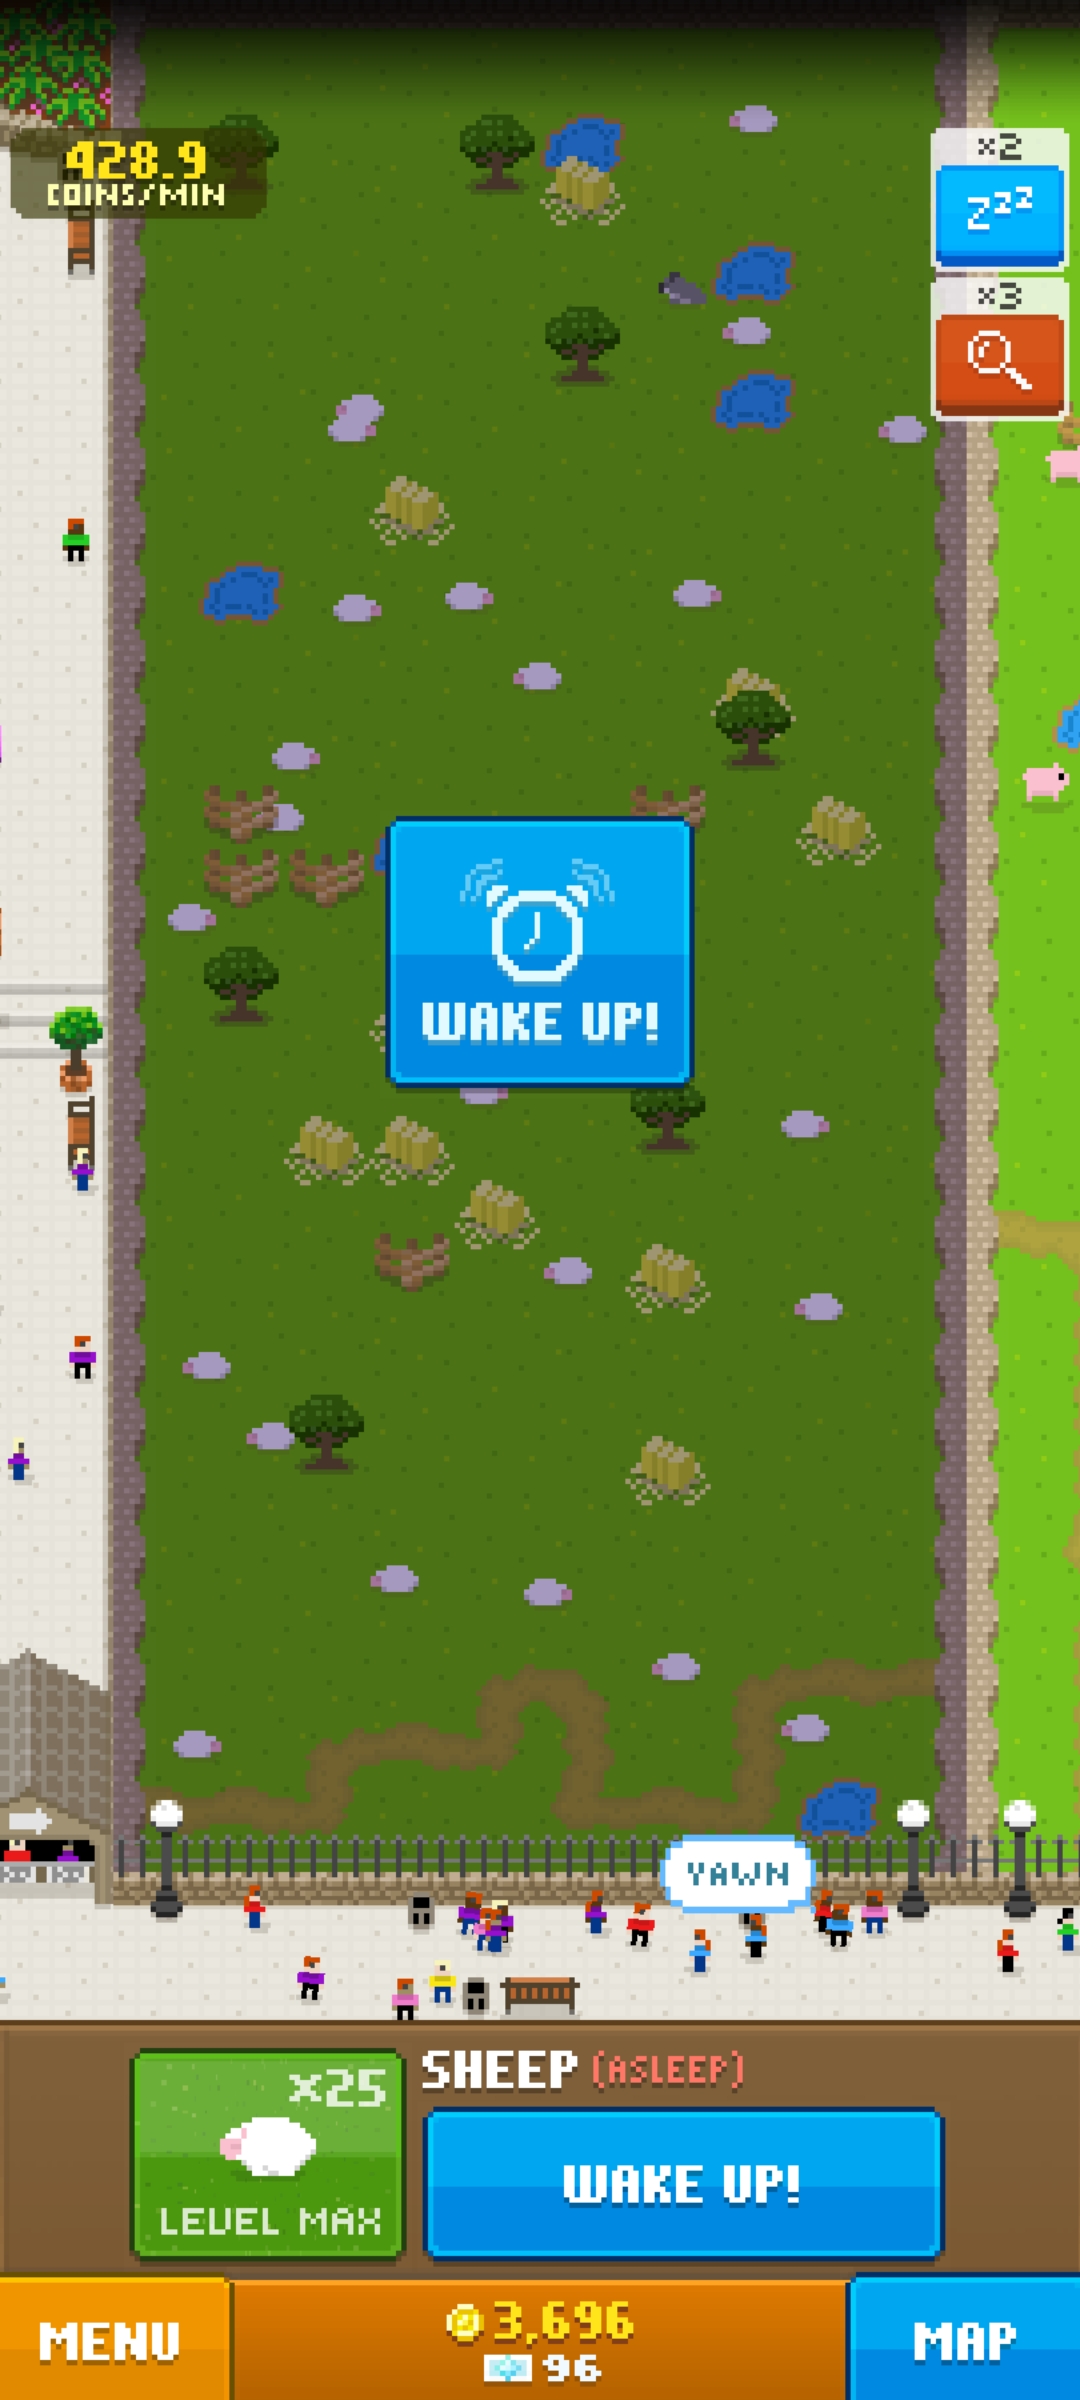 428.9
COINS/MIN
x2
zzz
x3
WAKE UP!
YAWN
x25
LEVEL MAX
SHEEP (ASLEEP)
WAKE UP!
MENU
3,696
96
MAP